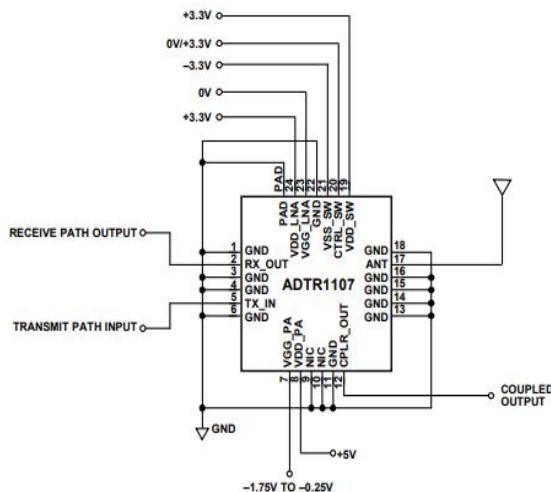 +3.3V
0V/+3.3V
–3.3V
0V
+3.3V
PAD
24
23
22
21
20
19
PAD
VDD_LNA
VGG_LNA
GND
VSS_SW
CTRL_SW
VDD_SW
RECEIVE PATH OUTPUT
TRANSMIT PATH INPUT
1 GND
2 RX_OUT
3 GND
4 GND
5 TX_IN
6 GND
ADTR1107
GND 18
ANT 17
GND 16
GND 15
GND 14
GND 13
VGG_PA
VDD_PA
NIC
NIC
GND
CPLR_OUT
7
8
9
10
11
12
GND
+5V
–1.75V TO –0.25V
COUPLED
OUTPUT